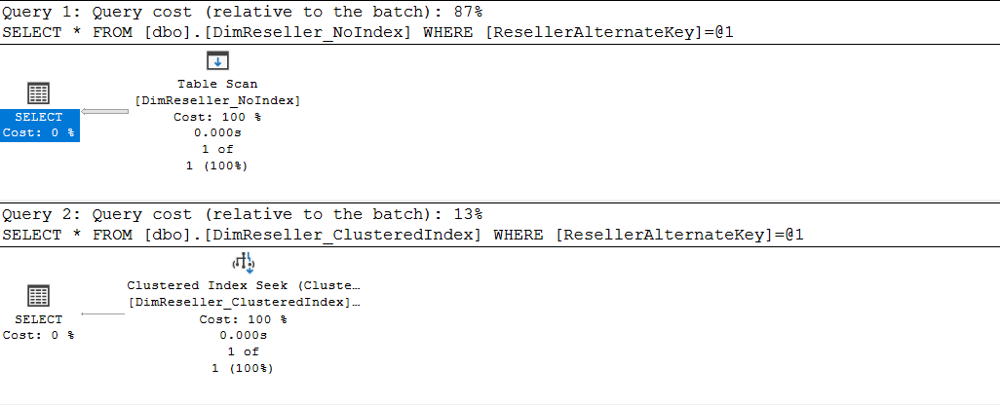 Query 1: Query cost (relative to the batch): 87%
SELECT * FROM [dbo].[DimReseller_NoIndex] WHERE [ResellerAlternateKey]=@1
Table Scan
[DimReseller_NoIndex]
SELECT
Cost: 100 %
Cost: 0 %
0.000s
1 of
1 (100%)
Query 2: Query cost (relative to the batch): 13%
SELECT * FROM [dbo].[DimReseller_ClusteredIndex] WHERE [ResellerAlternateKey]=@1
Clustered Index Seek (Cluste…
[DimReseller_ClusteredIndex]…
SELECT
Cost: 100 %
Cost: 0 %
0.000s
1 of
1 (100%)